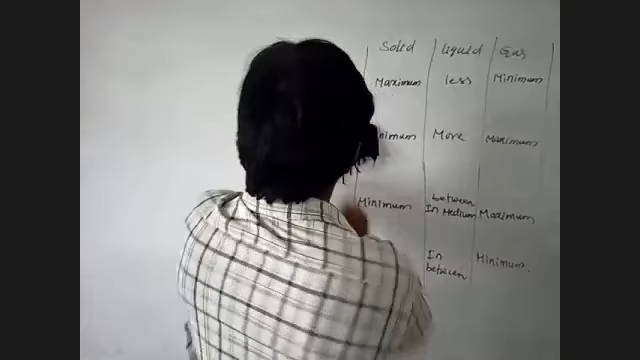 Solid liquid Gas
Maximum less Minimum
nimum More Maximum
Minimum between In Medium Maximum
In between Minimum.